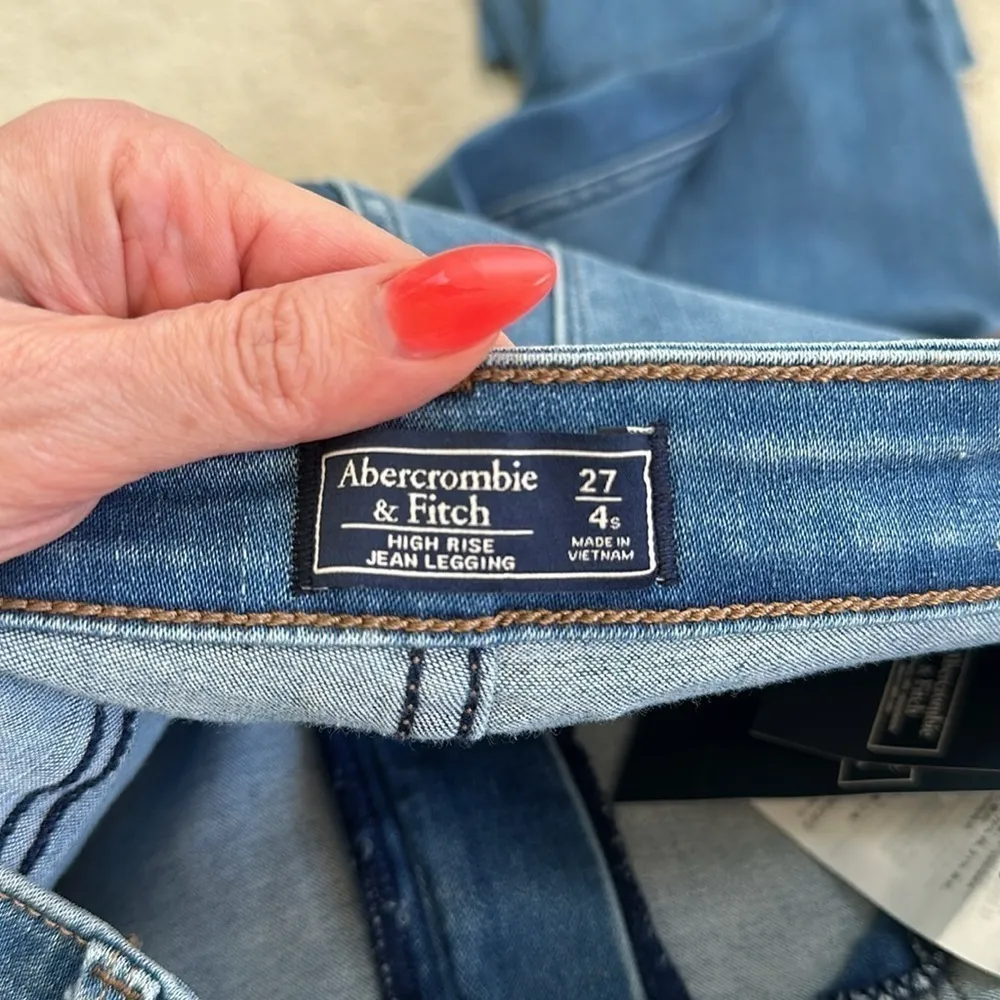 Abercrombie
& Fitch
HIGH RISE
JEAN LEGGING
27
4s
MADE IN
VIETNAM